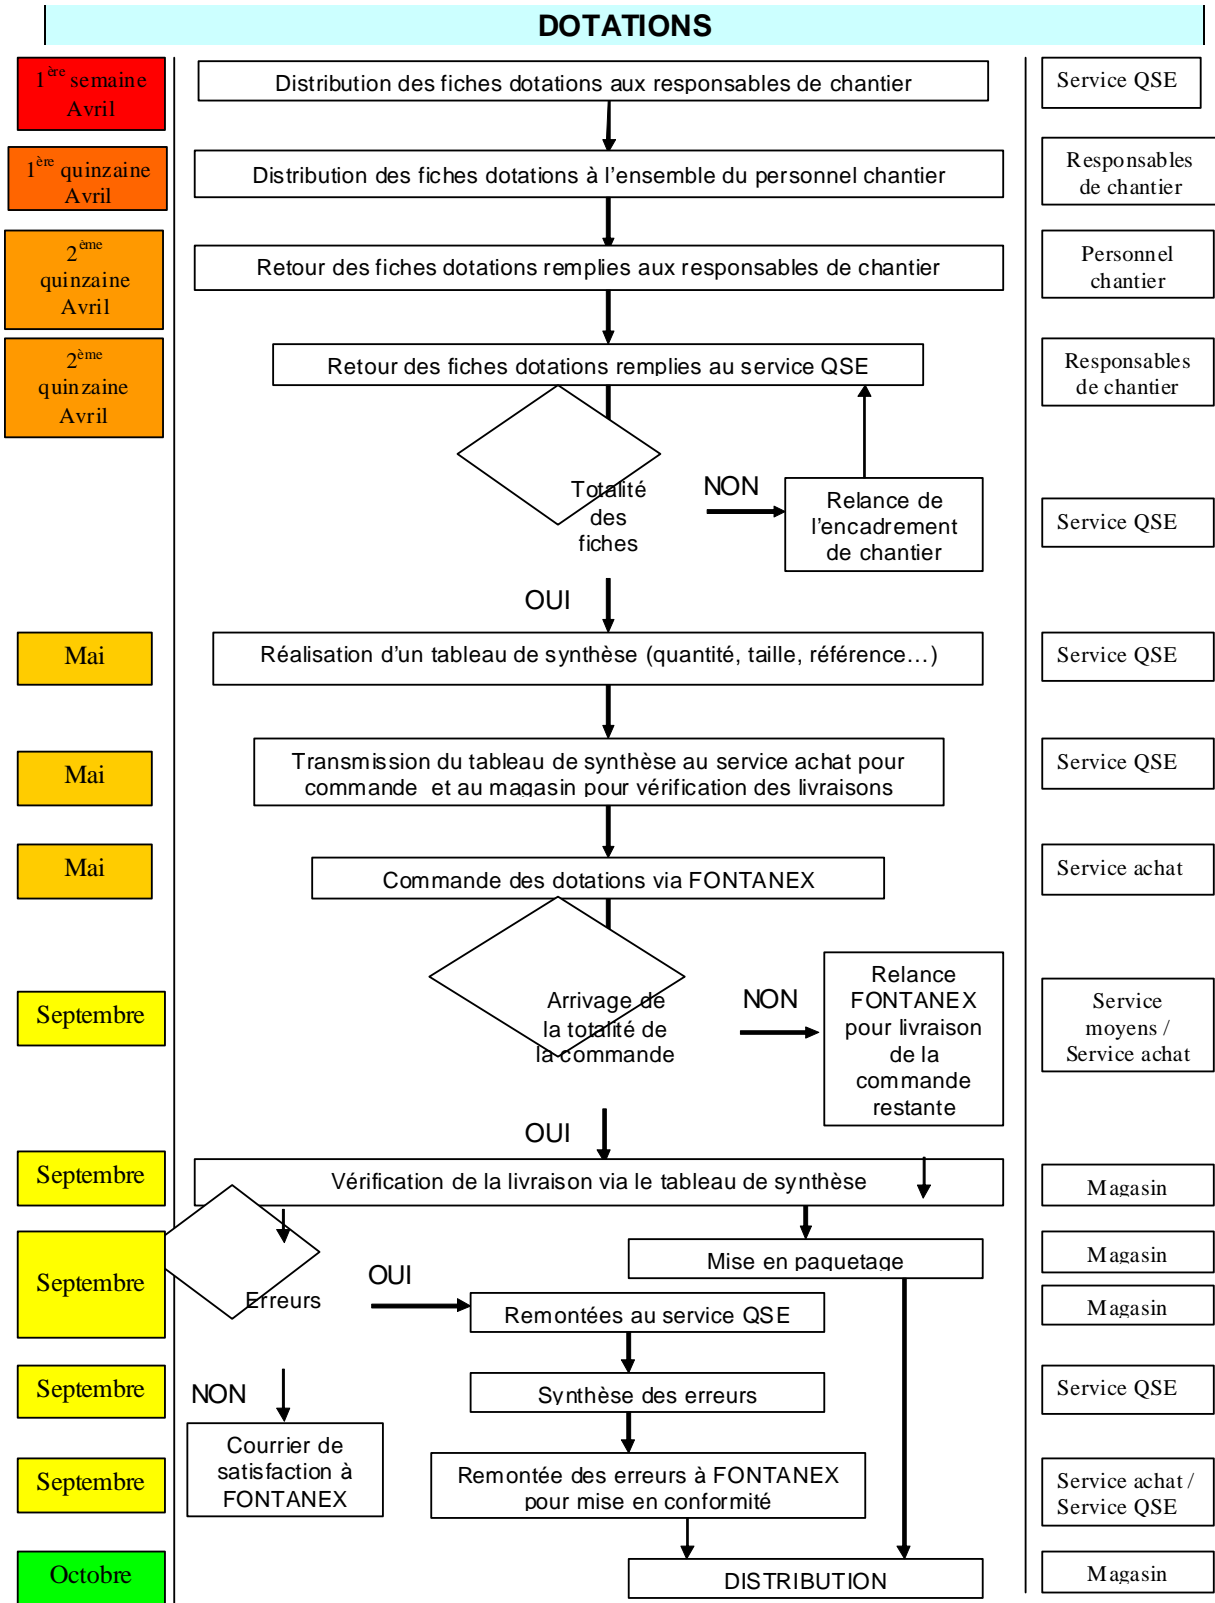 DOTATIONS
1ère semaine
Avril
Distribution des fiches dotations aux responsables de chantier
Service QSE
1ère quinzaine
Avril
Distribution des fiches dotations à l'ensemble du personnel chantier
Responsables
de chantier
2ème
quinzaine
Avril
Retour des fiches dotations remplies aux responsables de chantier
Personnel
chantier
2ème
quinzaine
Avril
Retour des fiches dotations remplies au service QSE
Responsables
de chantier
Totalité
des
fiches
NON
Relance de
l'encadrement
de chantier
Service QSE
OUI
Mai
Réalisation d'un tableau de synthèse (quantité, taille, référence…)
Service QSE
Mai
Transmission du tableau de synthèse au service achat pour
commande et au magasin pour vérification des livraisons
Service QSE
Mai
Commande des dotations via FONTANEX
Service achat
Septembre
Arrivage de
la totalité de
la commande
NON
Relance
FONTANEX
pour livraison
de la
commande
restante
Service
moyens /
Service achat
OUI
Septembre
Vérification de la livraison via le tableau de synthèse
Magasin
Septembre
Mise en paquetage
Magasin
Erreurs
OUI
Remontées au service QSE
Magasin
Septembre
NON
Synthèse des erreurs
Service QSE
Septembre
Courrier de
satisfaction à
FONTANEX
Remontée des erreurs à FONTANEX
pour mise en conformité
Service achat /
Service QSE
Octobre
DISTRIBUTION
Magasin